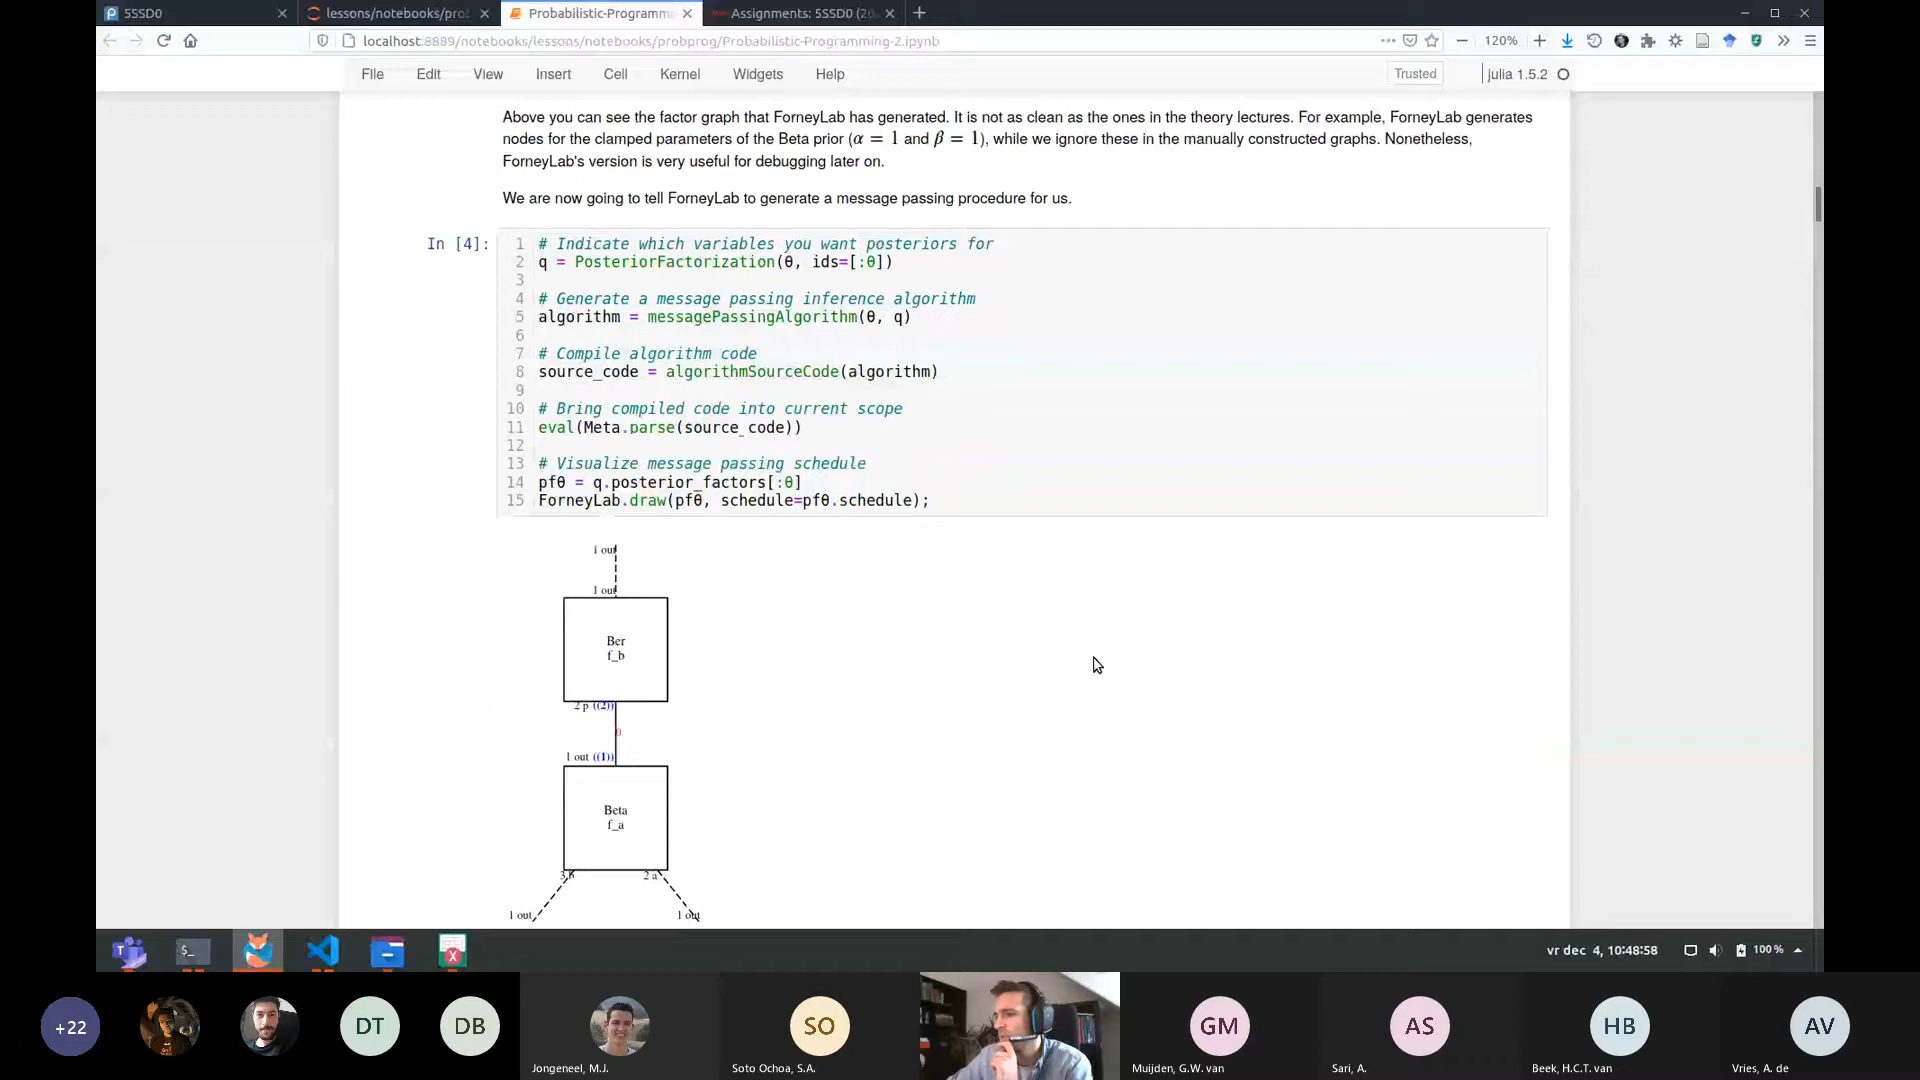 5SSD0
lessons/notebooks/pro
Probabilistic-Programm
Assignments: 5SSD0 (20
localhost:8889/notebooks/lessons/notebooks/probprog/Probabilistic-Programming-2.ipynb
120%
File Edit View Insert Cell Kernel Widgets Help
Trusted
julia 1.5.2
Above you can see the factor graph that ForneyLab has generated. It is not as clean as the ones in the theory lectures. For example, ForneyLab generates
nodes for the clamped parameters of the Beta prior (α = 1 and β = 1), while we ignore these in the manually constructed graphs. Nonetheless,
ForneyLab's version is very useful for debugging later on.
We are now going to tell ForneyLab to generate a message passing procedure for us.
In [4]:
1 # Indicate which variables you want posteriors for
2 q = PosteriorFactorization(θ, ids=[:θ])
3
4 # Generate a message passing inference algorithm
5 algorithm = messagePassingAlgorithm(θ, q)
6
7 # Compile algorithm code
8 source_code = algorithmSourceCode(algorithm)
9
10 # Bring compiled code into current scope
11 eval(Meta.parse(source_code))
12
13 # Visualize message passing schedule
14 pfθ = q.posterior_factors[:θ]
15 ForneyLab.draw(pfθ, schedule=pfθ.schedule);
1 out
1 out
Ber
f_b
2 p ((2))
θ
1 out ((1))
Beta
f_a
3 b
2 a
1 out
1 out
vr dec 4, 10:48:58
100 %
+22
DT
DB
SO
GM
AS
HB
AV
Jongeneel, M.J.
Soto Ochoa, S.A.
Muijden, G.W. van
Sari, A.
Beek, H.C.T. van
Vries, A. de